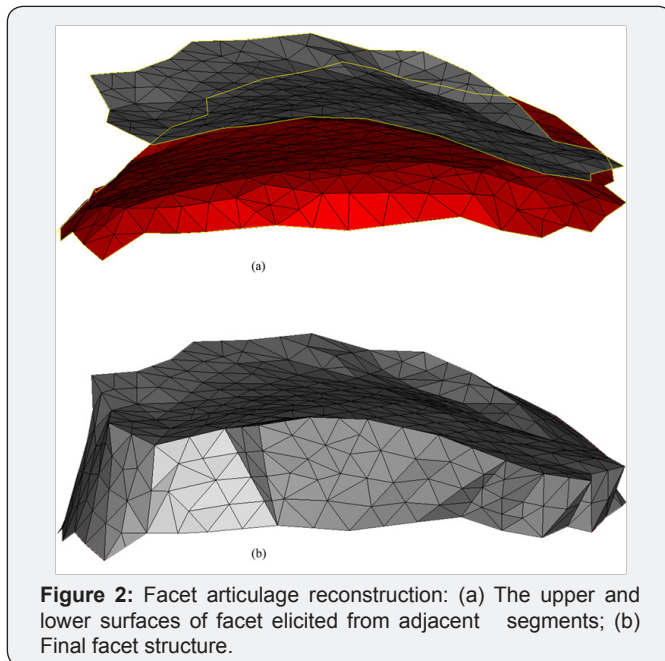 (a)
(b)
Figure 2: Facet articulage reconstruction: (a) The upper and
lower surfaces of facet elicited from adjacent segments; (b)
Final facet structure.